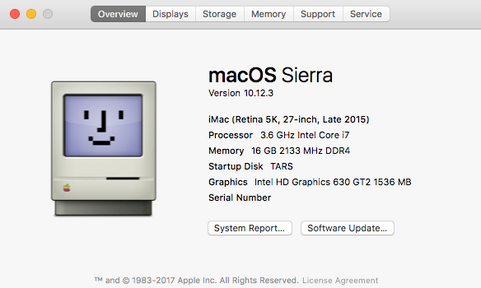 Overview Displays Storage Memory Support Service
macOS Sierra
Version 10.12.3
iMac (Retina 5K, 27-inch, Late 2015)
Processor 3.6 GHz Intel Core i7
Memory 16 GB 2133 MHz DDR4
Startup Disk TARS
Graphics Intel HD Graphics 630 GT2 1536 MB
Serial Number
System Report... Software Update...
™ and © 1983-2017 Apple Inc. All Rights Reserved. License Agreement